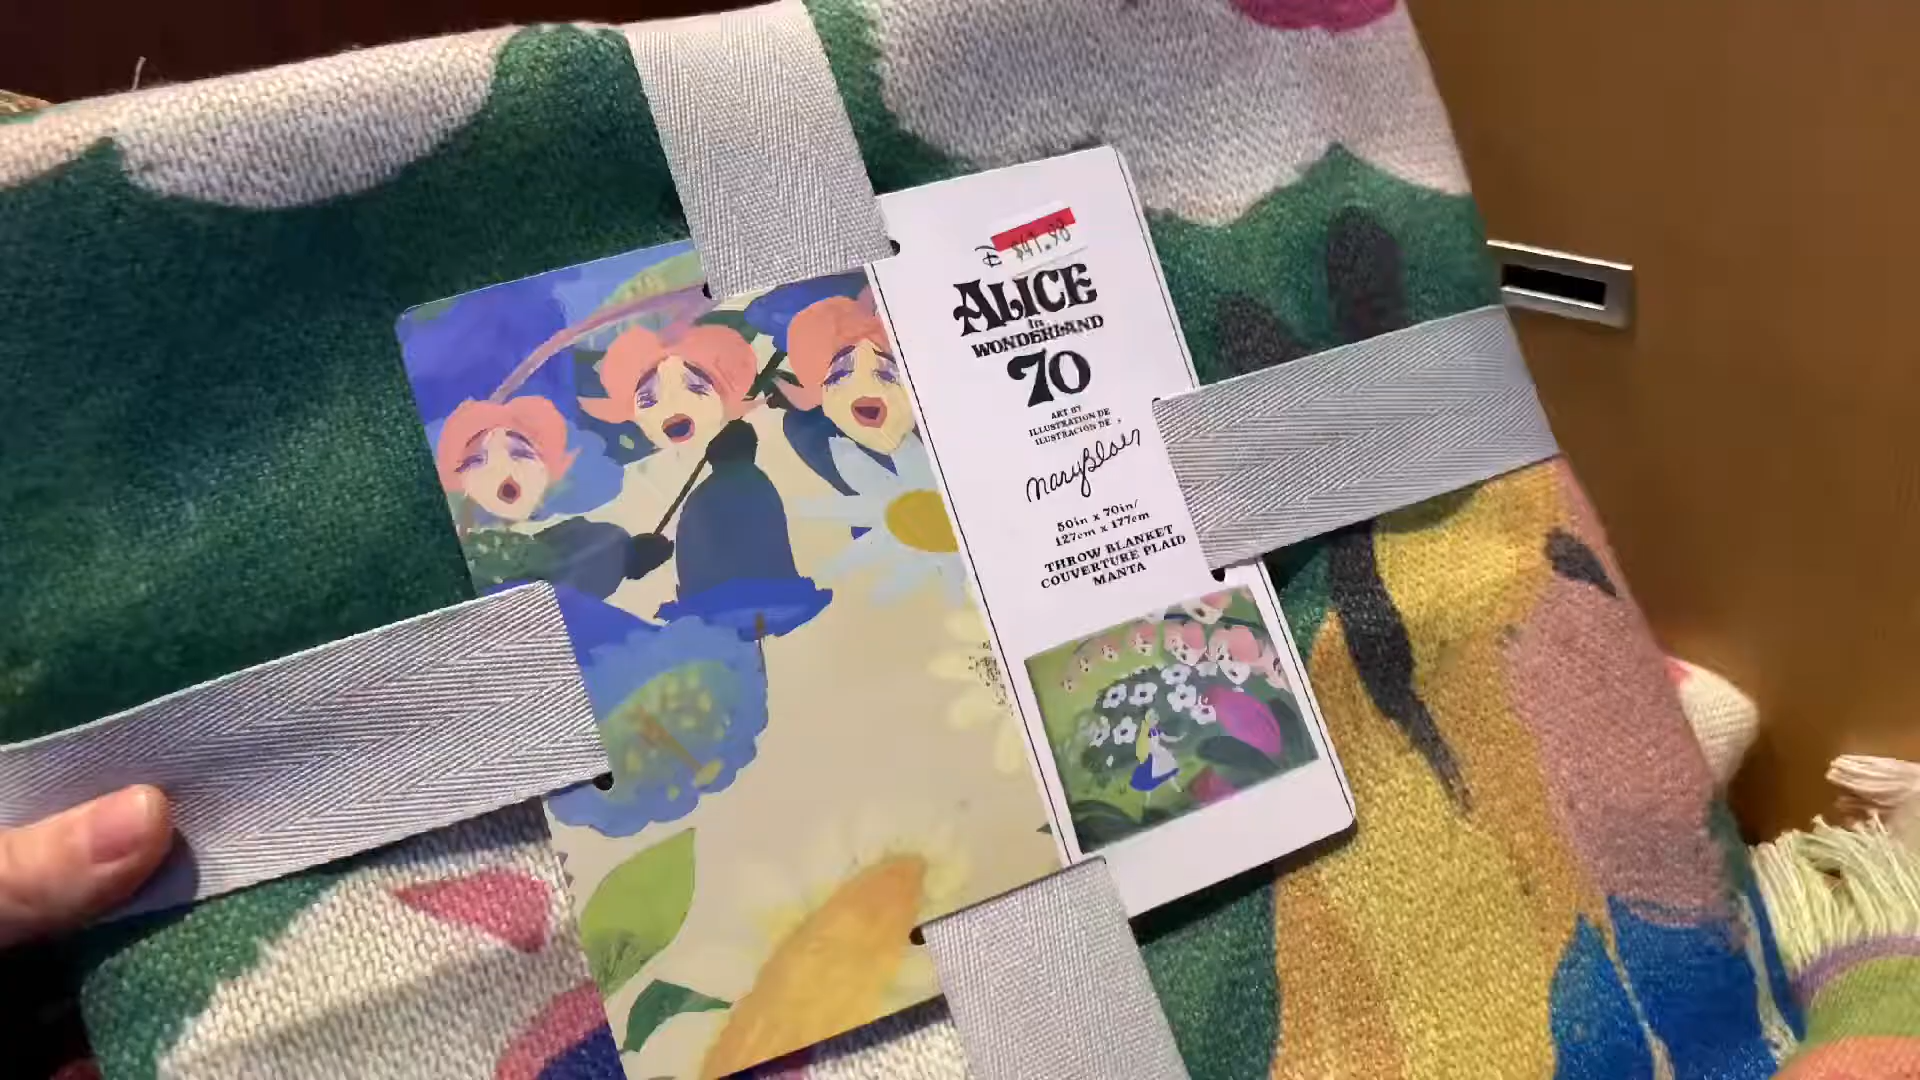 $41.98
ALICE
in
WONDERLAND
70
ART BY
ILLUSTRATION DE
ILUSTRACIÓN DE
Mary Blair
50in x 70in/
127cm x 177cm
THROW BLANKET
COUVERTURE PLAID
MANTA